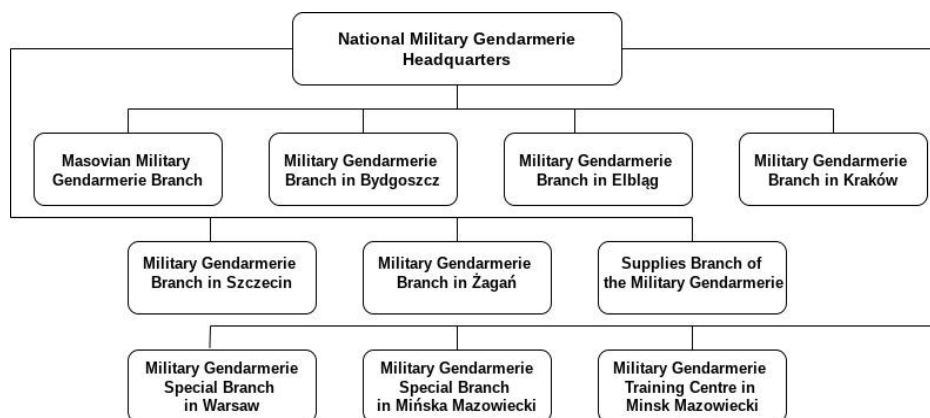 National Military Gendarmerie
Headquarters
Masovian Military
Gendarmerie Branch
Military Gendarmerie
Branch in Bydgoszcz
Military Gendarmerie
Branch in Elbląg
Military Gendarmerie
Branch in Kraków
Military Gendarmerie
Branch in Szczecin
Military Gendarmerie
Branch in Żagań
Supplies Branch of
the Military Gendarmerie
Military Gendarmerie
Special Branch
in Warsaw
Military Gendarmerie
Special Branch
in Mińska Mazowiecki
Military Gendarmerie
Training Centre in
Minsk Mazowiecki